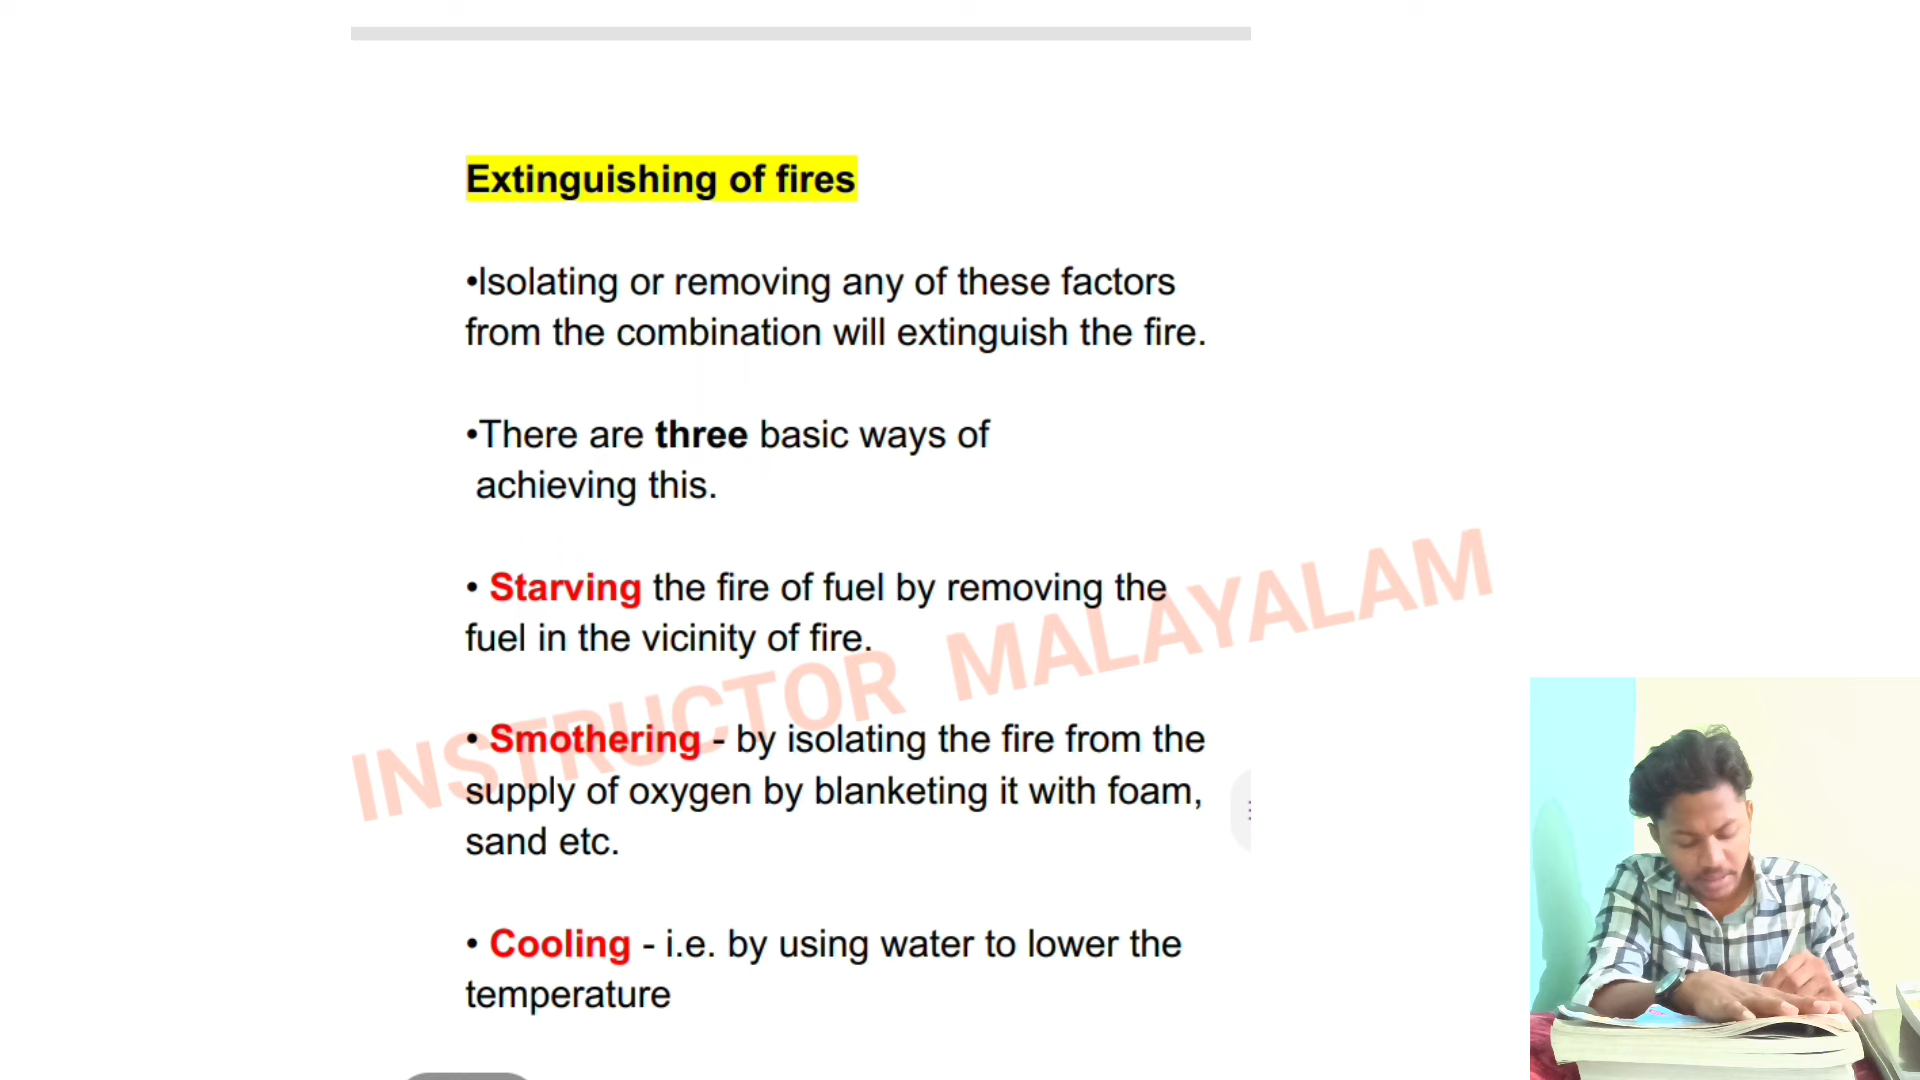 Extinguishing of fires
•Isolating or removing any of these factors
from the combination will extinguish the fire.
•There are three basic ways of
achieving this.
• Starving the fire of fuel by removing the
fuel in the vicinity of fire.
• Smothering - by isolating the fire from the
supply of oxygen by blanketing it with foam,
sand etc.
• Cooling - i.e. by using water to lower the
temperature
INSTRUCTOR MALAYALAM